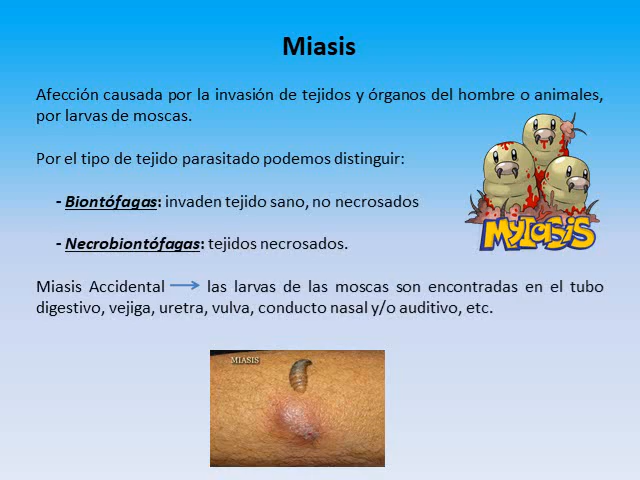 Miasis
Afección causada por la invasión de tejidos y órganos del hombre o animales,
por larvas de moscas.
Por el tipo de tejido parasitado podemos distinguir:
- Biontófagas: invaden tejido sano, no necrosados
- Necrobiontófagas: tejidos necrosados.
MyIasis
Miasis Accidental → las larvas de las moscas son encontradas en el tubo
digestivo, vejiga, uretra, vulva, conducto nasal y/o auditivo, etc.
MIASIS